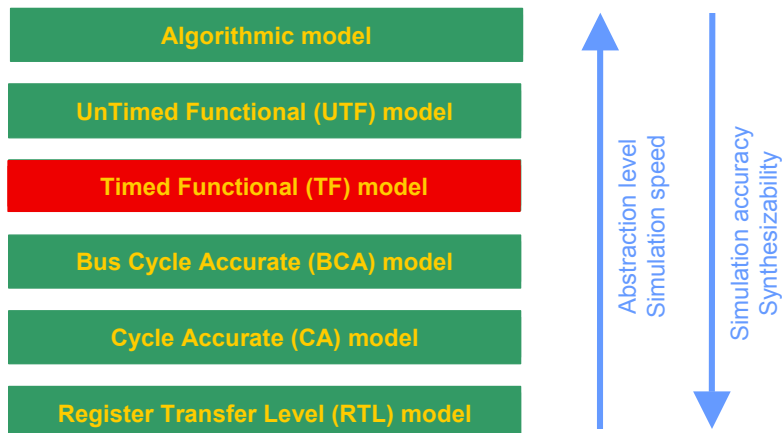 Algorithmic model
UnTimed Functional (UTF) model
Timed Functional (TF) model
Bus Cycle Accurate (BCA) model
Cycle Accurate (CA) model
Register Transfer Level (RTL) model
Abstraction level
Simulation speed
Simulation accuracy
Synthesizability